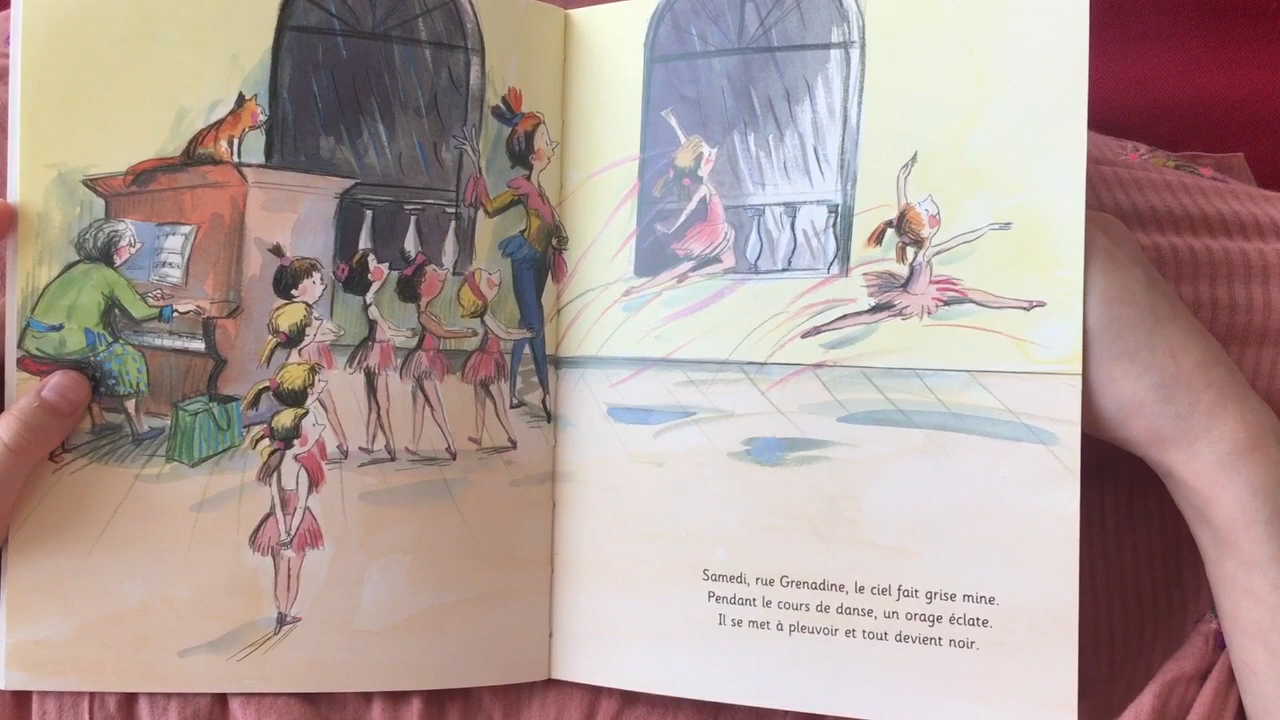 Samedi, rue Grenadine, le ciel fait grise mine.
Pendant le cours de danse, un orage éclate.
Il se met à pleuvoir et tout devient noir.